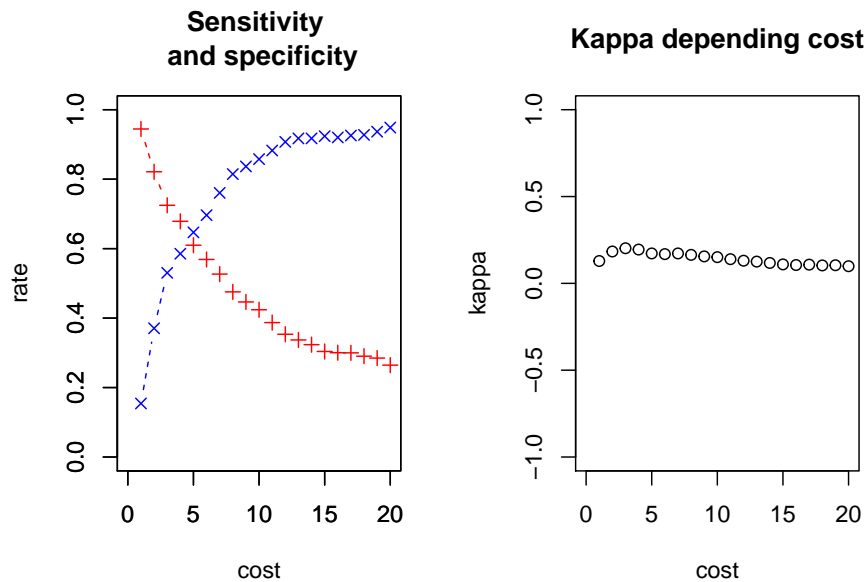 Sensitivity
and specificity
1.0
0.8
0.6
0.4
0.2
0.0
rate
0 5 10 15 20
cost
Kappa depending cost
1.0
0.5
0.0
−0.5
−1.0
kappa
0 5 10 15 20
cost